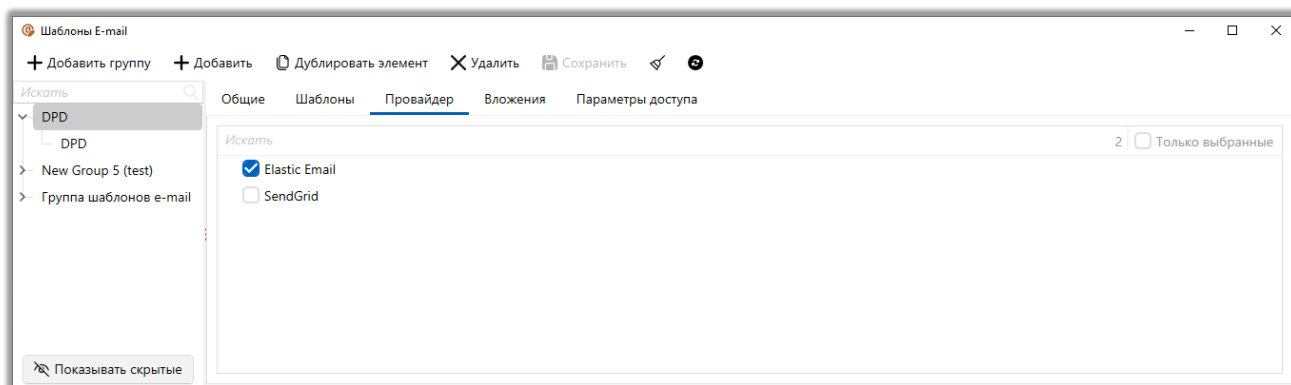 Шаблоны E-mail
Добавить группу Добавить Дублировать элемент Удалить Сохранить
Искать
Общие Шаблоны Провайдер Вложения Параметры доступа
DPD
DPD
New Group 5 (test)
Группа шаблонов e-mail
Искать 2 Только выбранные
Elastic Email
SendGrid
Показывать скрытые